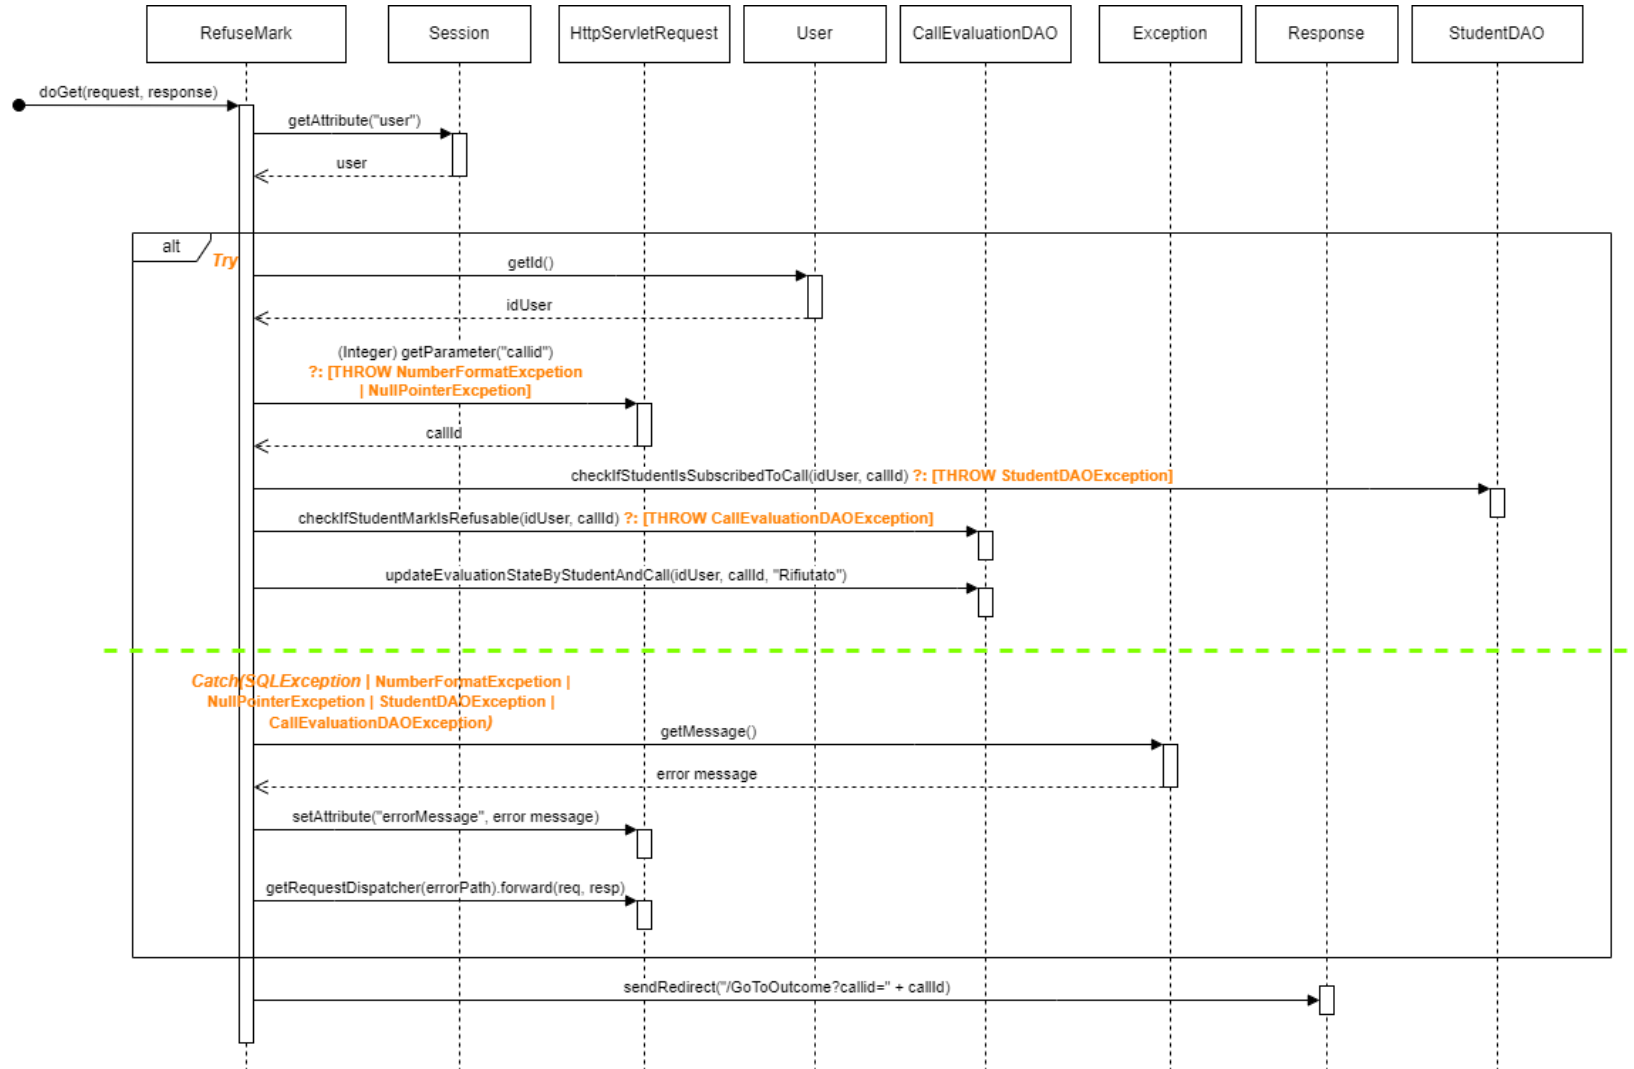 RefuseMark
Session
HttpServletRequest
User
CallEvaluationDAO
Exception
Response
StudentDAO
doGet(request, response)
getAttribute("user")
user
alt
Try
getId()
idUser
(Integer) getParameter("callid")
?: [THROW NumberFormatExcpetion
| NullPointerExcpetion]
callId
checkIfStudentIsSubscribedToCall(idUser, callId) ?: [THROW StudentDAOException]
checkIfStudentMarkIsRefusable(idUser, callId) ?: [THROW CallEvaluationDAOException]
updateEvaluationStateByStudentAndCall(idUser, callId, "Rifiutato")
Catch(SQLException | NumberFormatExcpetion |
NullPointerExcpetion | StudentDAOException |
CallEvaluationDAOException)
getMessage()
error message
setAttribute("errorMessage", error message)
getRequestDispatcher(errorPath).forward(req, resp)
sendRedirect("/GoToOutcome?callid=" + callId)